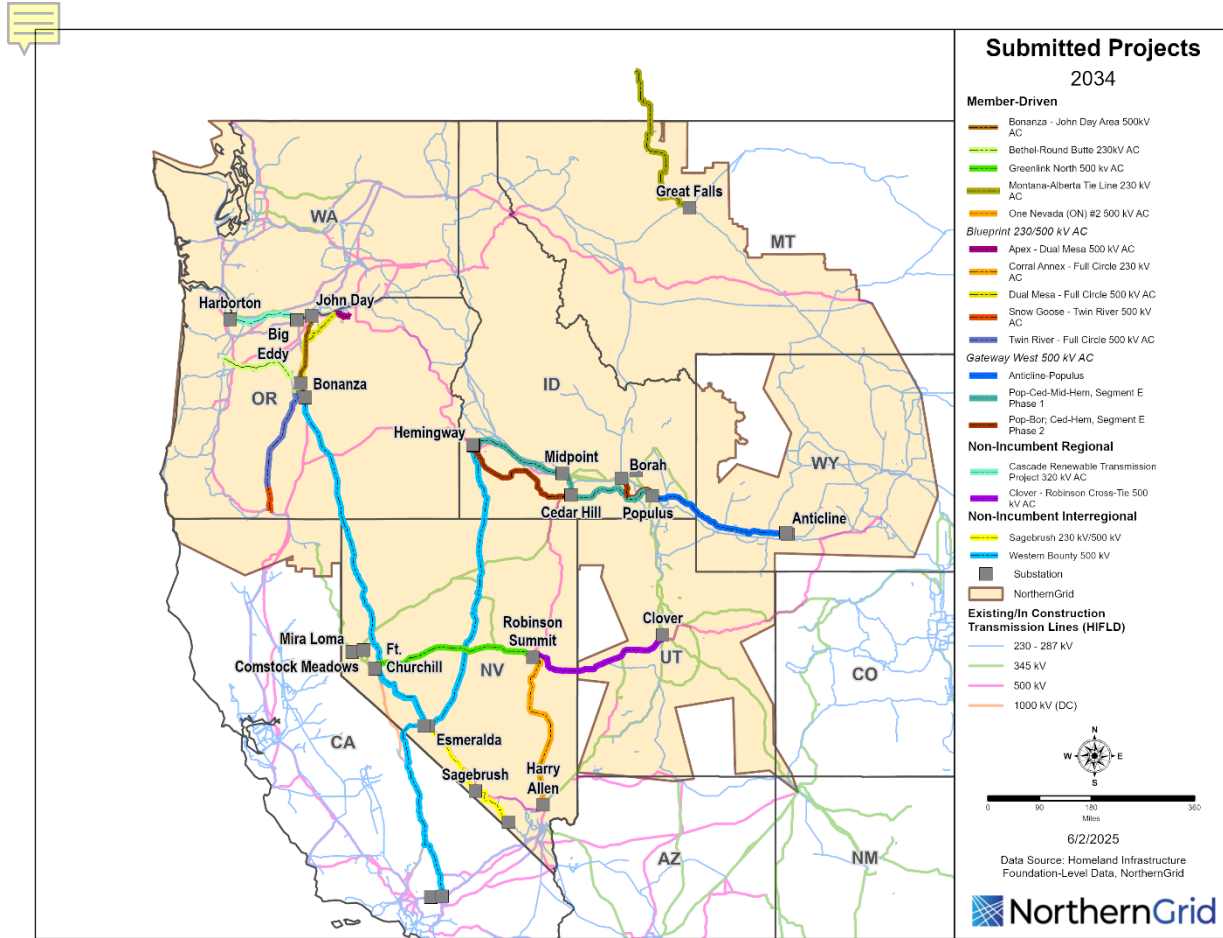 Submitted Projects
2034
Member-Driven
Bonanza - John Day Area 500kV
AC
Bethel-Round Butte 230kV AC
Greenlink North 500 kv AC
Montana-Alberta Tie Line 230 kV
AC
One Nevada (ON) #2 500 kV AC
Blueprint 230/500 kV AC
Apex - Dual Mesa 500 kV AC
Corral Annex - Full Circle 230 kV
AC
Dual Mesa - Full Circle 500 kV AC
Snow Goose - Twin River 500 kV
AC
Twin River - Full Circle 500 kV AC
Gateway West 500 kV AC
Anticline-Populus
Pop-Ced-Mid-Hem, Segment E
Phase 1
Pop-Bor; Ced-Hem, Segment E
Phase 2
Non-Incumbent Regional
Cascade Renewable Transmission
Project 320 kV AC
Clover - Robinson Cross-Tie 500
kV AC
Non-Incumbent Interregional
Sagebrush 230 kV/500 kV
Western Bounty 500 kV
Substation
NorthernGrid
Existing/In Construction
Transmission Lines (HIFLD)
230 - 287 kV
345 kV
500 kV
1000 kV (DC)
N
W
E
S
0
90
180
360
Miles
6/2/2025
Data Source: Homeland Infrastructure
Foundation-Level Data, NorthernGrid
NorthernGrid
Great Falls
WA
MT
Harborton
John Day
Big
Eddy
Bonanza
OR
ID
Hemingway
Midpoint
Borah
WY
Cedar Hill
Populus
Anticline
Clover
Robinson
Summit
Mira Loma
Ft.
Churchill
Comstock Meadows
NV
UT
CO
Esmeralda
CA
Sagebrush
Harry
Allen
AZ
NM